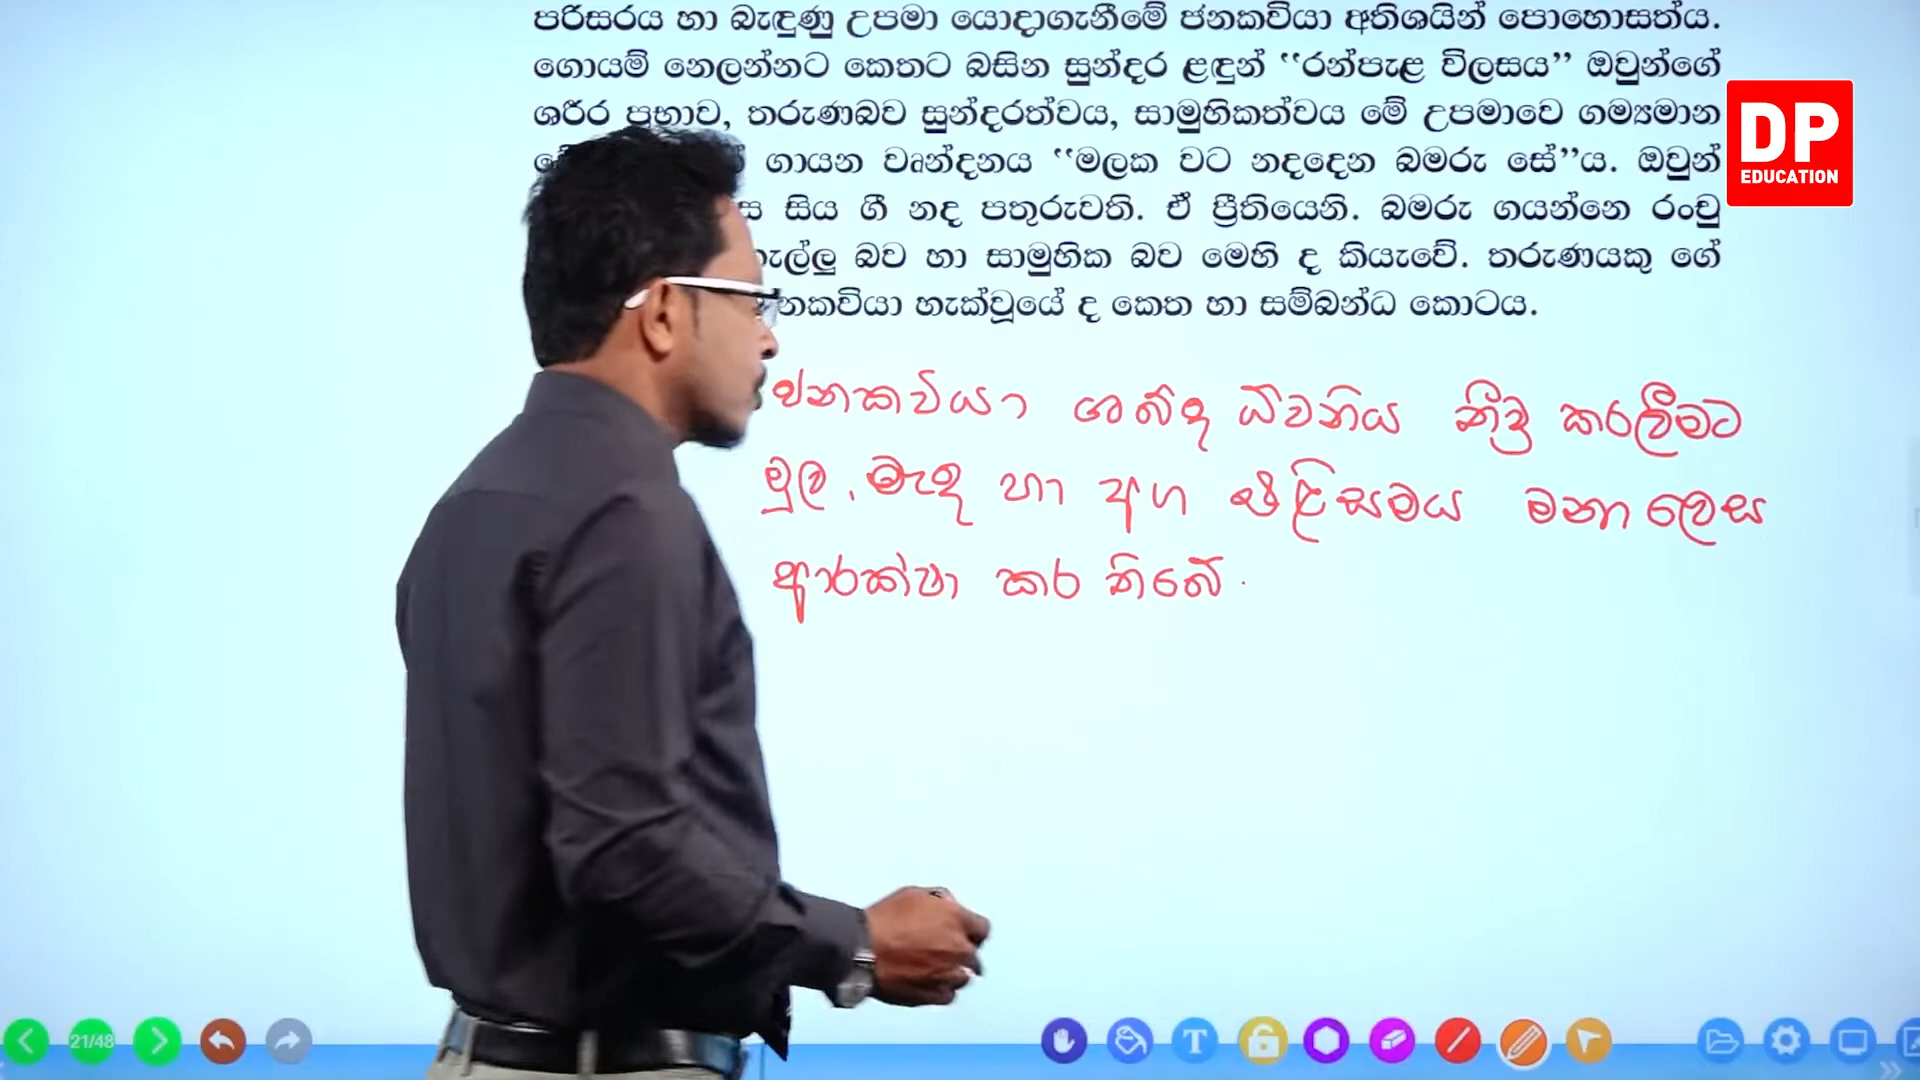 පරිසරය හා බැඳුණු උපමා යොදාගැනීමේ ජනකවියා අතිශයින් පොහොසත්ය.
ගොයම් නෙලන්නට කෙතට බසින සුන්දර ළඳුන් “රන්පැළ විලසය” ඔවුන්ගේ
ශරීර ප්‍රභාව, තරුණබව සුන්දරත්වය, සාමුහිකත්වය මේ උපමාවෙ ගම්‍යමාන
ගායන වෘන්දනය “මලක වට නදදෙන බමරු සේ”ය. ඔවුන්
සිය ගී නද පතුරුවති. ඒ ප්‍රීතියෙනි. බමරු ගයන්නෙ රංචු
බව හා සාමුහික බව මෙහි ද කියැවේ. තරුණයකු ගේ
හැක්වූයේ ද කෙත හා සම්බන්ධ කොටය.
ජනකවියා ශබ්ද ධ්වනිය තීව්‍ර කරලීමට
මුල, මැද හා අග එළිසමය මනා ලෙස
ආරක්ෂා කර තිබේ.
DP
EDUCATION
21/48
T